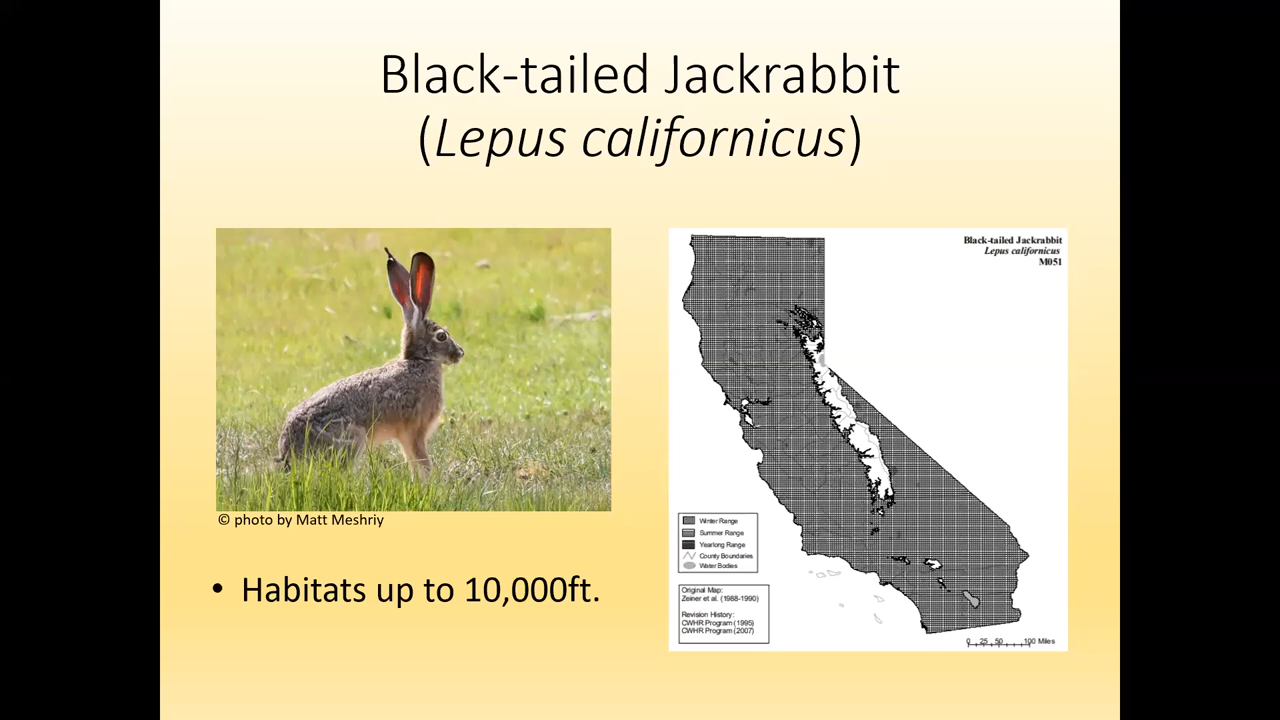 Black-tailed Jackrabbit
(Lepus californicus)
© photo by Matt Meshriy
• Habitats up to 10,000ft.
Black-tailed Jackrabbit
Lepus californicus
M051
Winter Range
Summer Range
Yearlong Range
County Boundaries
Water Bodies
Original Map:
Zeiner et al. (1988-1990)
Revision History:
CWHR Program (1995)
CWHR Program (2007)
0 25 50 100 Miles